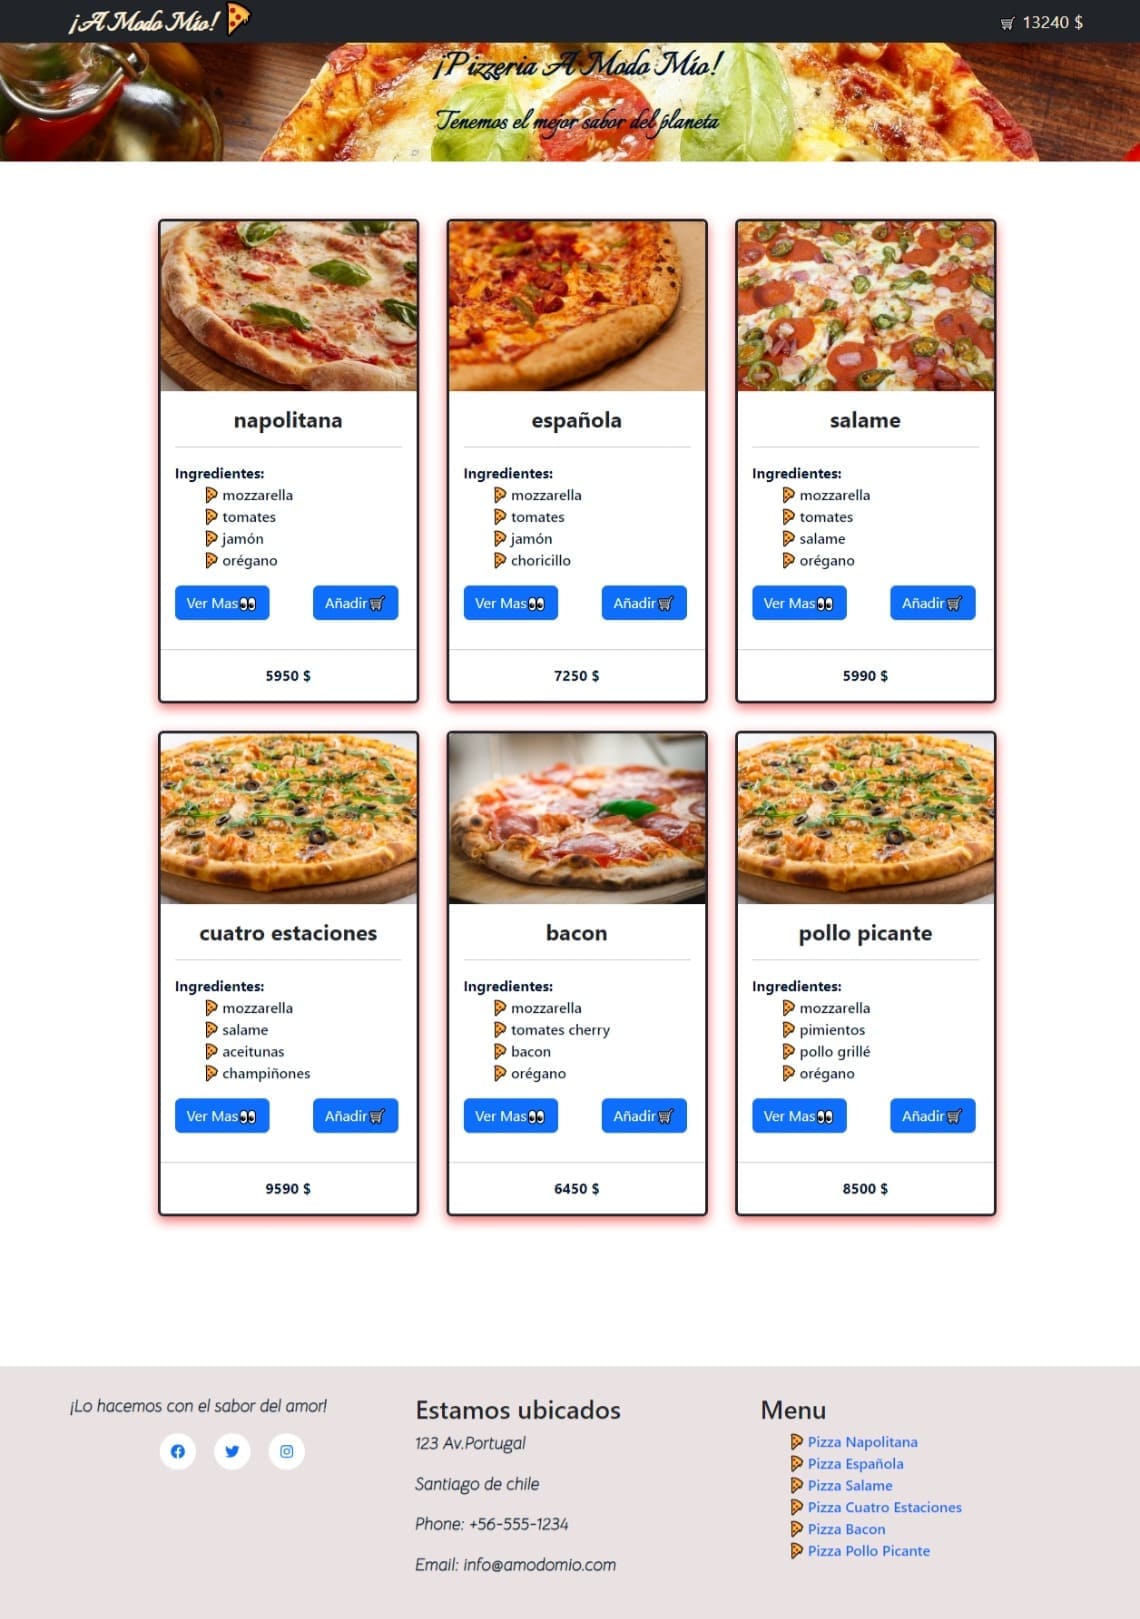 ¡A Modo Mío!
13240 $
¡Pizzeria A Modo Mío!
Tenemos el mejor sabor del planeta
napolitana
Ingredientes:
mozzarella
tomates
jamón
orégano
Ver Mas
Añadir
5950 $
española
Ingredientes:
mozzarella
tomates
jamón
choricillo
Ver Mas
Añadir
7250 $
salame
Ingredientes:
mozzarella
tomates
salame
orégano
Ver Mas
Añadir
5990 $
cuatro estaciones
Ingredientes:
mozzarella
salame
aceitunas
champiñones
Ver Mas
Añadir
9590 $
bacon
Ingredientes:
mozzarella
tomates cherry
bacon
orégano
Ver Mas
Añadir
6450 $
pollo picante
Ingredientes:
mozzarella
pimientos
pollo grillé
orégano
Ver Mas
Añadir
8500 $
¡Lo hacemos con el sabor del amor!
Estamos ubicados
123 Av.Portugal
Santiago de chile
Phone: +56-555-1234
Email: info@amodomio.com
Menu
Pizza Napolitana
Pizza Española
Pizza Salame
Pizza Cuatro Estaciones
Pizza Bacon
Pizza Pollo Picante